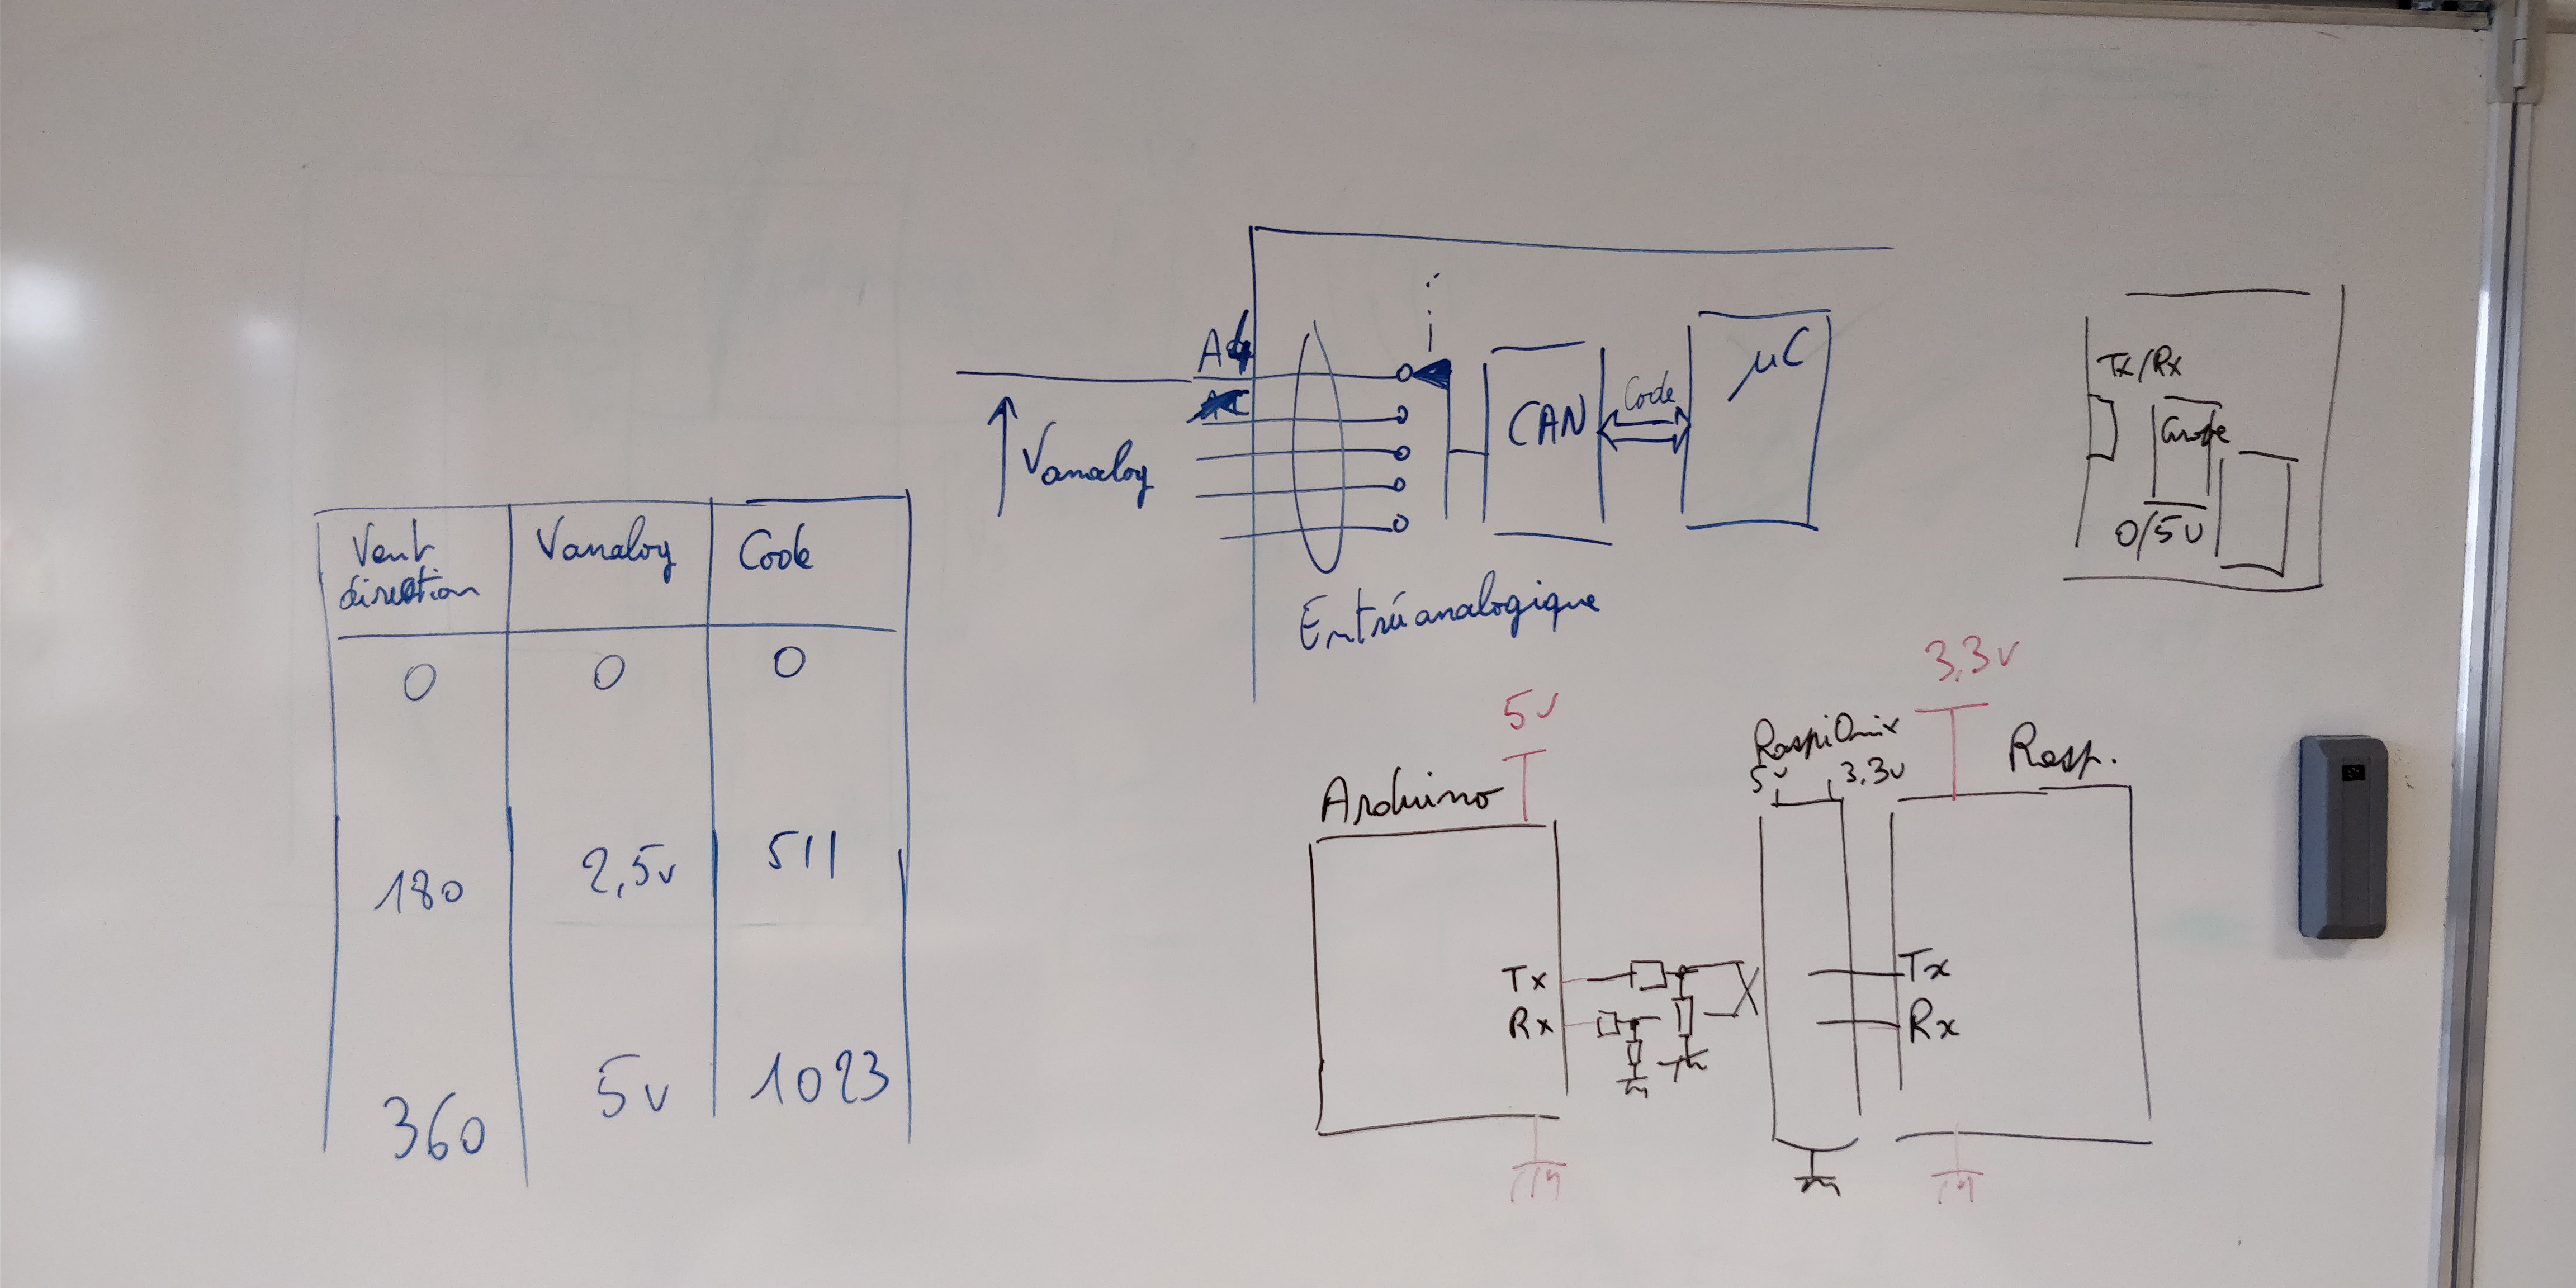 Vent
direction
Vanalog
Code
0
0
0
180
2,5v
511
360
5v
1023
A4
Vanalog
CAN
Code
µC
Entrée analogique
Tx/Rx
Grove
0/5v
5v
Arduino
Tx
Rx
RaspiOmix
5v
3.3v
3.3v
Rasp.
Tx
Rx